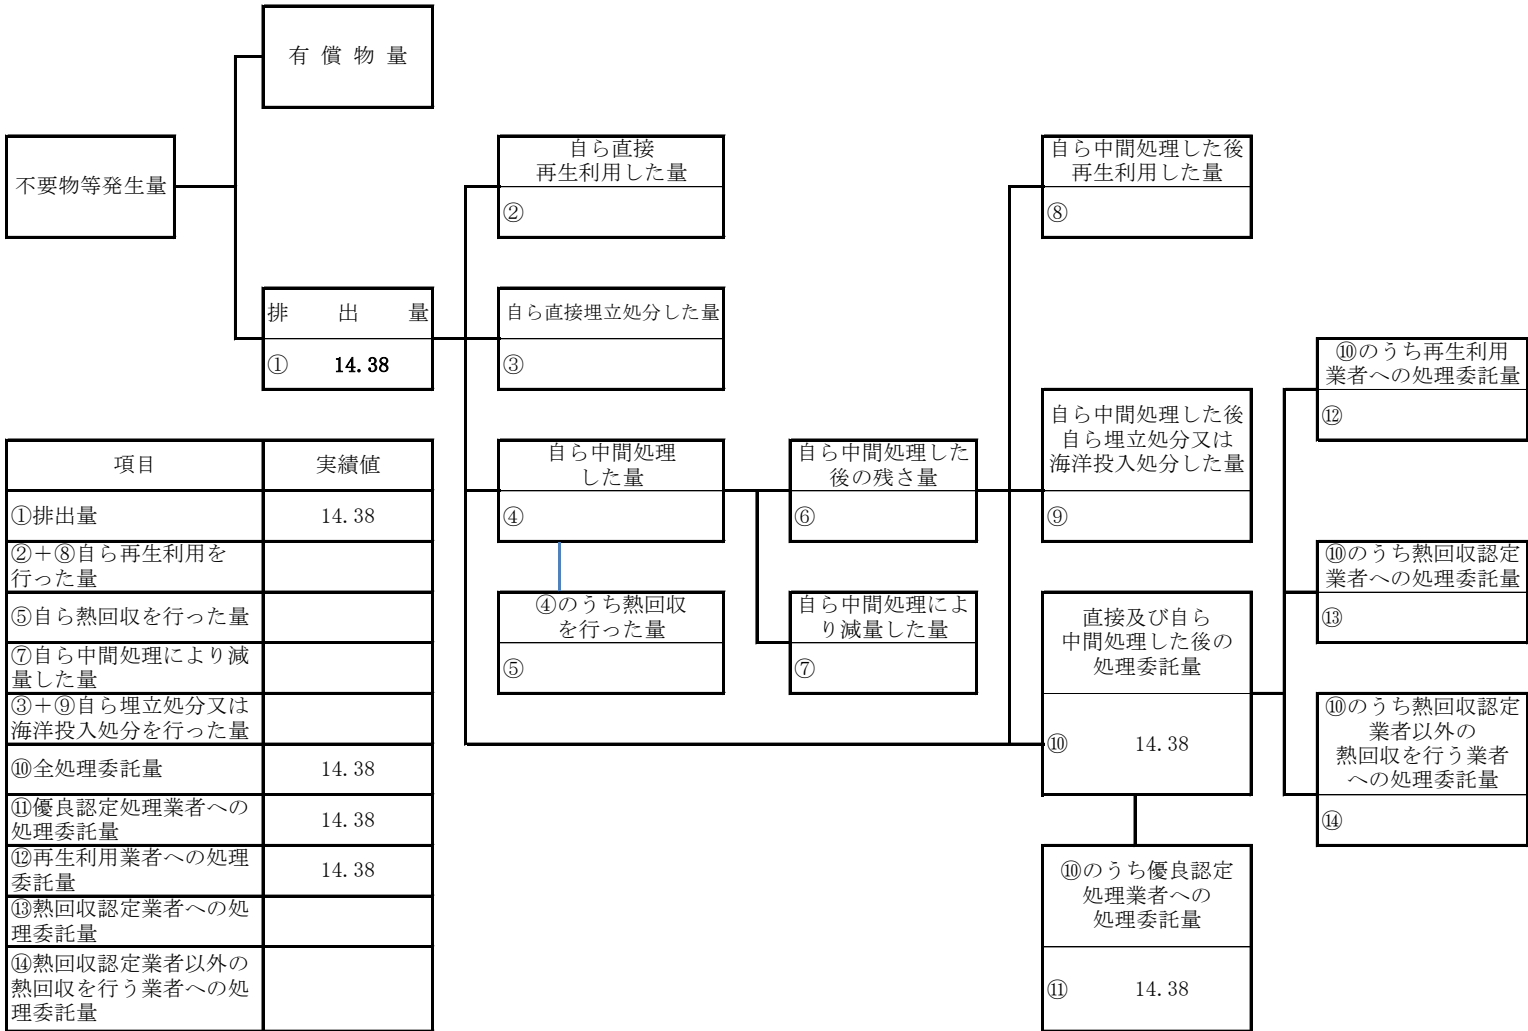 有 償 物 量
不要物等発生量
排 出 量
① 14.38
自ら直接
再生利用した量
②
自ら直接埋立処分した量
③
自ら中間処理
した量
④
④のうち熱回収
を行った量
⑤
自ら中間処理した
後の残さ量
⑥
自ら中間処理によ
り減量した量
⑦
自ら中間処理した後
再生利用した量
⑧
自ら中間処理した後
自ら埋立処分又は
海洋投入処分した量
⑨
直接及び自ら
中間処理した後の
処理委託量
⑩ 14.38
⑩のうち優良認定
処理業者への
処理委託量
⑪ 14.38
⑩のうち再生利用
業者への処理委託量
⑫
⑩のうち熱回収認定
業者への処理委託量
⑬
⑩のうち熱回収認定
業者以外の
熱回収を行う業者
への処理委託量
⑭
項目 実績値
①排出量 14.38
②+⑧自ら再生利用を
行った量
⑤自ら熱回収を行った量
⑦自ら中間処理により減
量した量
③+⑨自ら埋立処分又は
海洋投入処分を行った量
⑩全処理委託量 14.38
⑪優良認定処理業者への
処理委託量 14.38
⑫再生利用業者への処理
委託量 14.38
⑬熱回収認定業者への処
理委託量
⑭熱回収認定業者以外の
熱回収を行う業者への処
理委託量